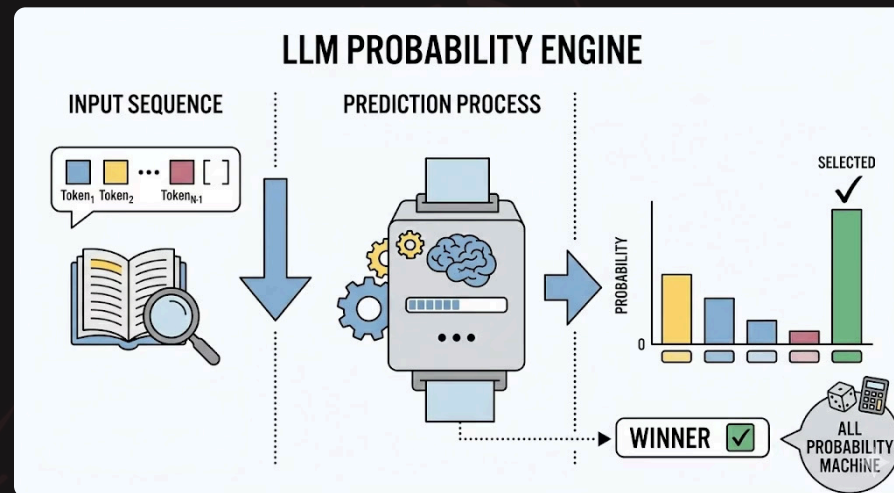 LLM PROBABILITY ENGINE
INPUT SEQUENCE
Token₁ Token₂ ••• Tokenₙ₋₁ [ ]
PREDICTION PROCESS
•••
SELECTED
PROBABILITY
0
WINNER
ALL
PROBABILITY
MACHINE